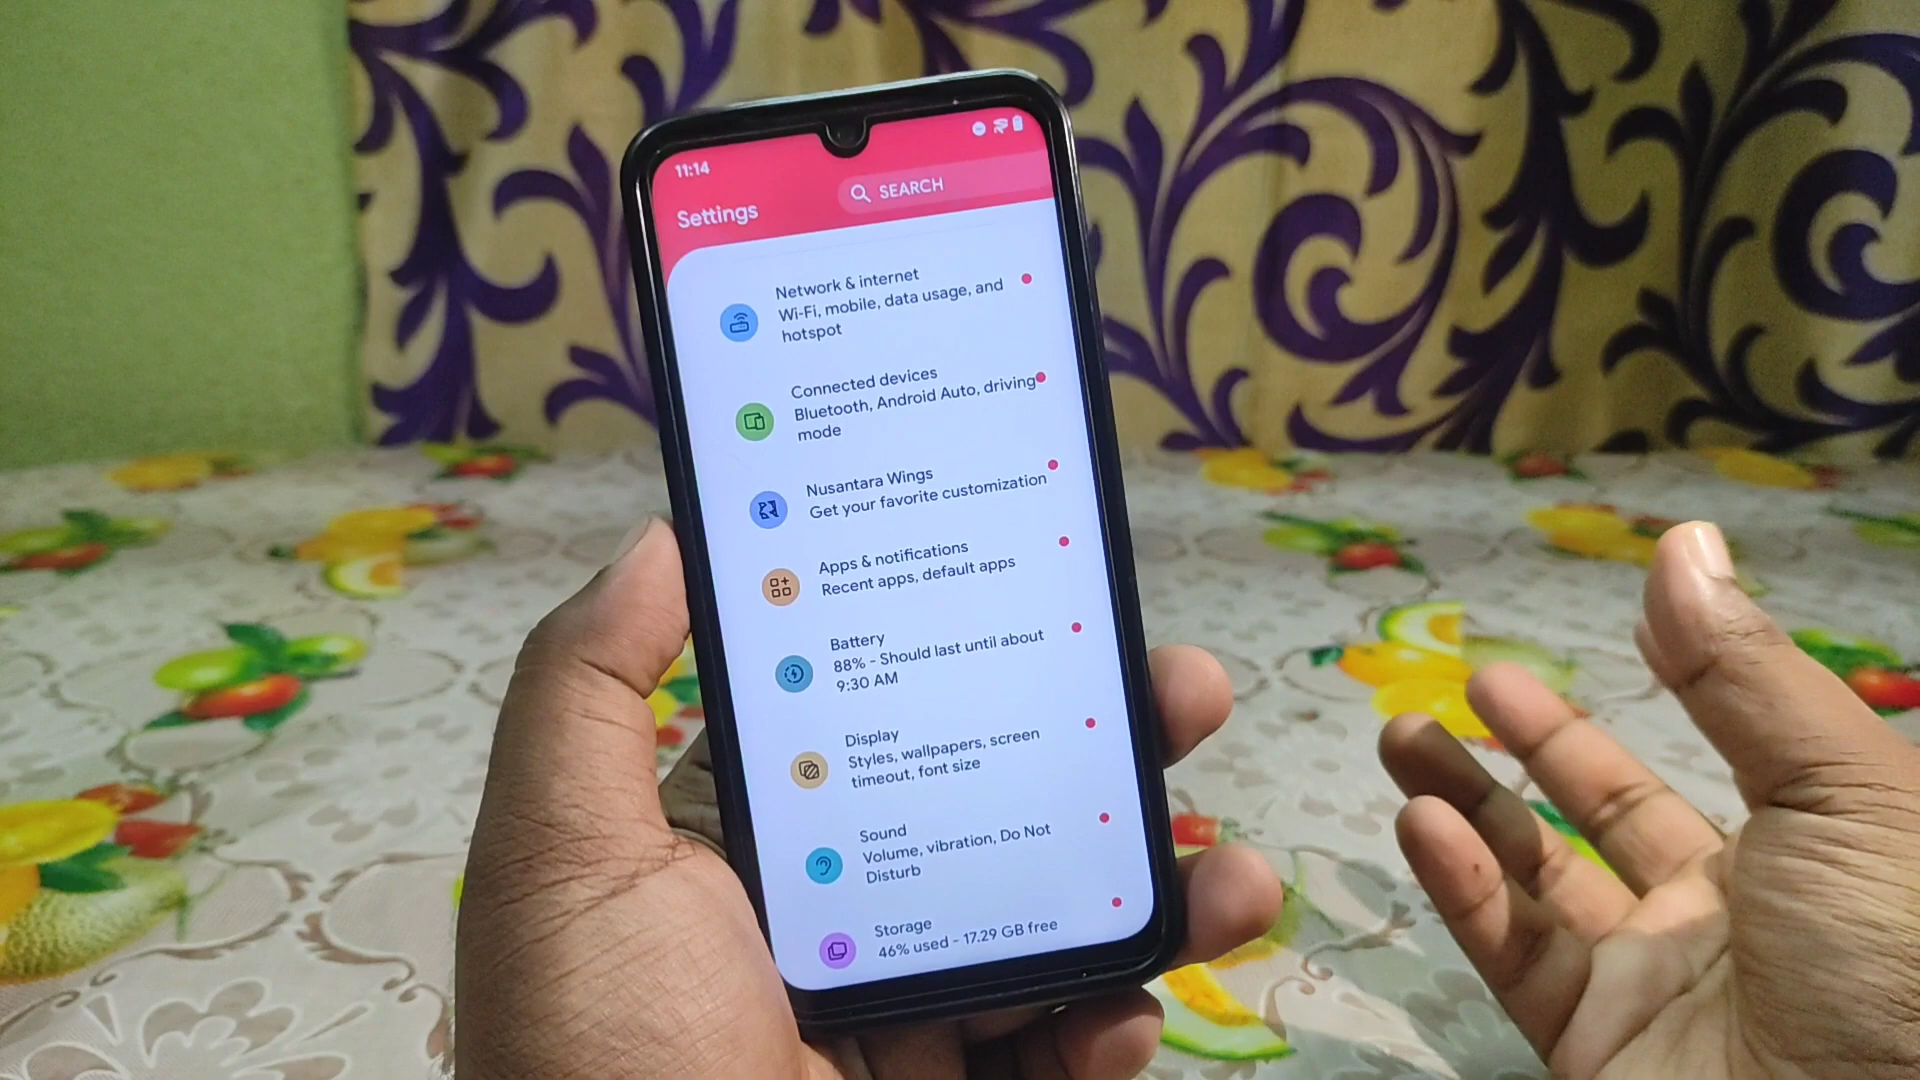 11:14
Settings
SEARCH
Network & internet
Wi-Fi, mobile, data usage, and
hotspot
Connected devices
Bluetooth, Android Auto, driving
mode
Nusantara Wings
Get your favorite customization
Apps & notifications
Recent apps, default apps
Battery
88% - Should last until about
9:30 AM
Display
Styles, wallpapers, screen
timeout, font size
Sound
Volume, vibration, Do Not
Disturb
Storage
46% used - 17.29 GB free